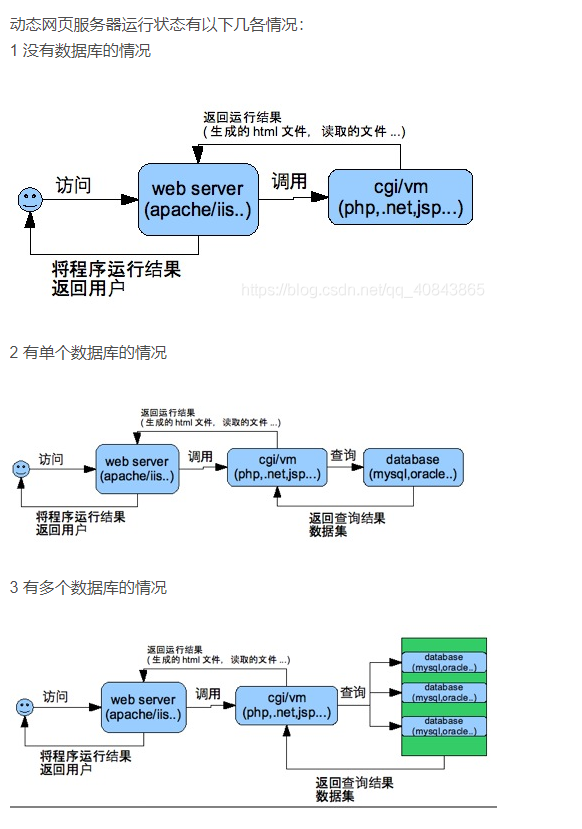 动态网页服务器运行状态有以下几各情况：
1 没有数据库的情况
返回运行结果
(生成的 html 文件，读取的文件 ...)
访问
web server
(apache/iis..)
调用
cgi/vm
(php,.net,jsp...)
将程序运行结果
返回用户
https://blog.csdn.net/qq_40843865
2 有单个数据库的情况
返回运行结果
(生成的 html 文件，读取的文件 ...)
访问
web server
(apache/iis..)
调用
cgi/vm
(php,.net,jsp...)
查询
database
(mysql,oracle..)
将程序运行结果
返回用户
返回查询结果
数据集
3 有多个数据库的情况
返回运行结果
(生成的 html 文件，读取的文件 ...)
访问
web server
(apache/iis..)
调用
cgi/vm
(php,.net,jsp...)
查询
database
(mysql,oracle..)
database
(mysql,oracle..)
database
(mysql,oracle..)
将程序运行结果
返回用户
返回查询结果
数据集